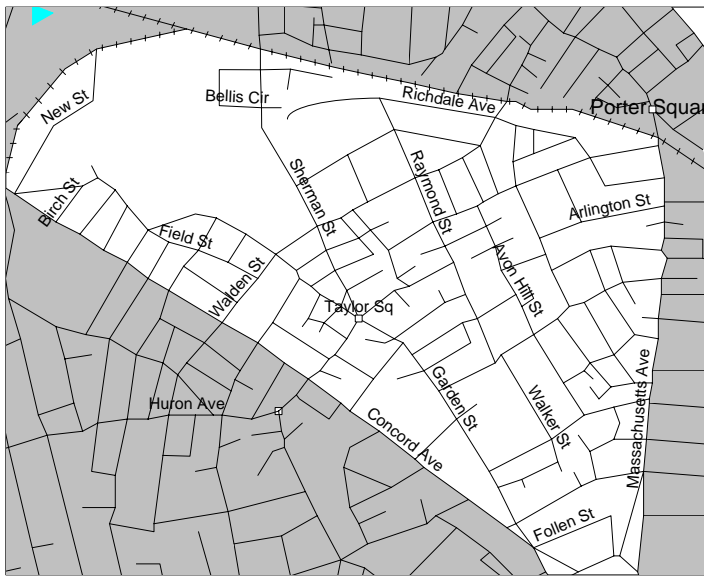 New St
Bellis Cir
Richdale Ave
Porter Squar
Birch St
Sherman St
Raymond St
Arlington St
Field St
Walden St
Avon Hill St
Taylor Sq
Huron Ave
Garden St
Walker St
Massachusetts Ave
Concord Ave
Follen St